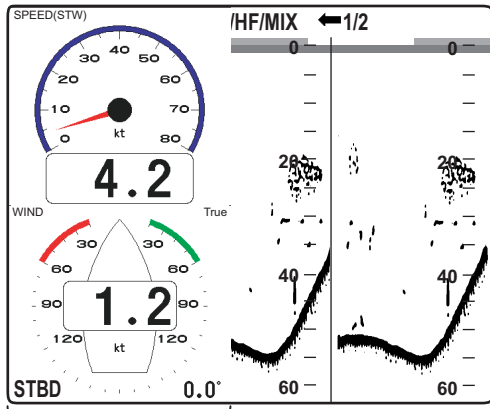 SPEED(STW)
/HF/MIX ⬅1/2
40
30 50
20 60
10 70
0 kt 80
4.2
WIND True
30 30
60 60
90 90
120 120
1.2
kt
STBD 0.0°
0 0
20 20
40 40
60 60